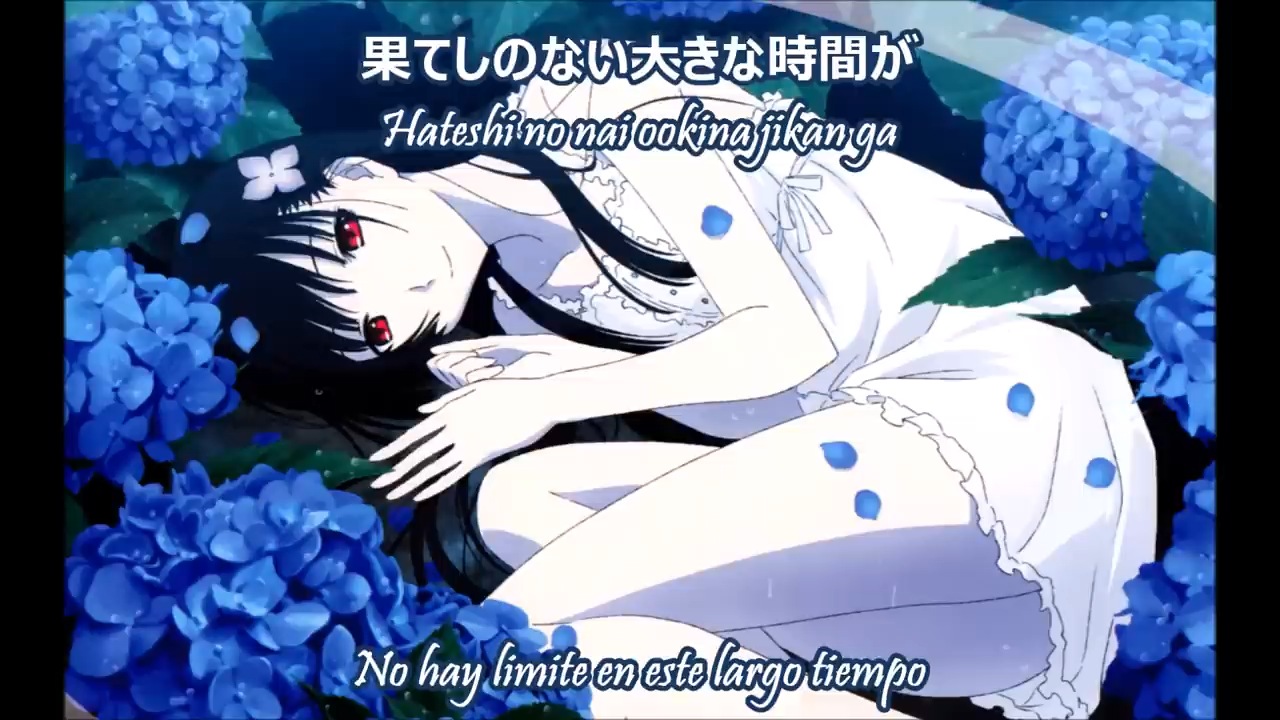 果てしのない大きな時間が
Hateshi no nai ookina jikan ga
No hay limite en este largo tiempo